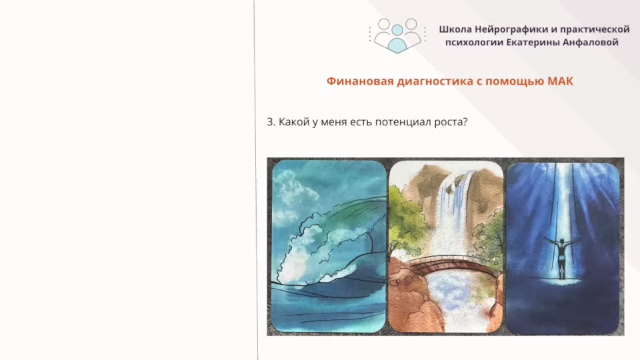 Школа Нейрографики и практической
психологии Екатерины Анфаловой
Финановая диагностика с помощью МАК
3. Какой у меня есть потенциал роста?